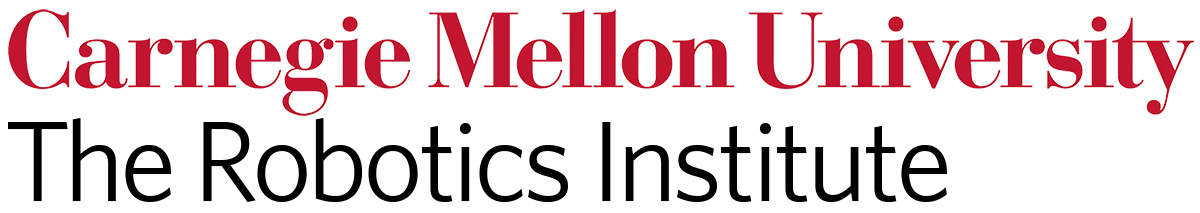 Carnegie Mellon University
The Robotics Institute